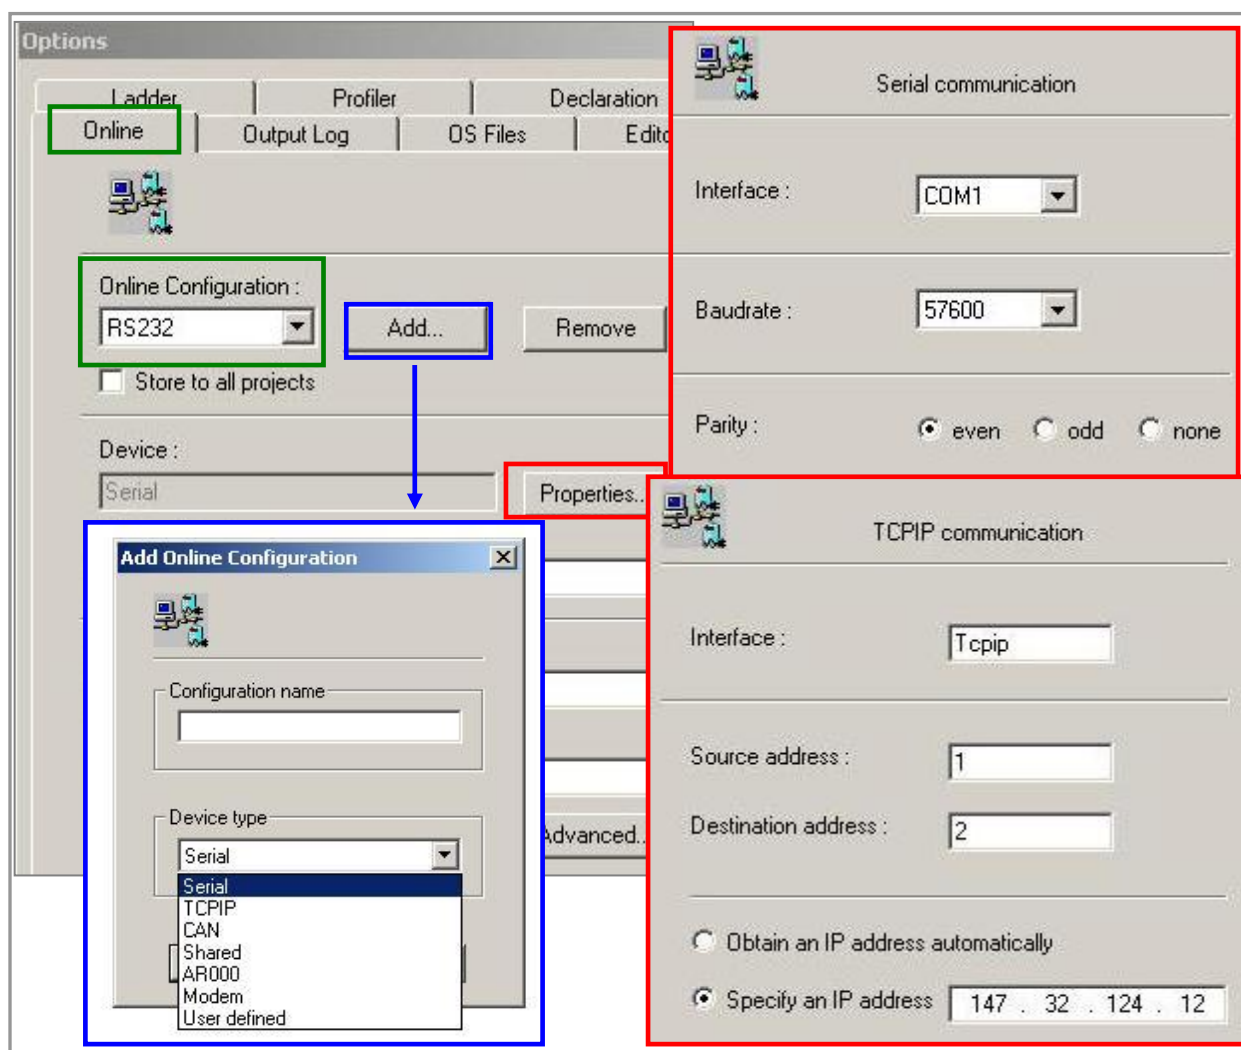 Options
Ladder Profiler Declaration
Online Output Log OS Files
Online Configuration :
RS232 Add... Remove
Store to all projects
Device :
Serial Properties..
Advanced..
Add Online Configuration
Configuration name
Device type
Serial
Serial
TCPIP
CAN
Shared
AR000
Modem
User defined
Serial communication
Interface : COM1
Baudrate : 57600
Parity : even odd none
TCPIP communication
Interface : Tcpip
Source address : 1
Destination address : 2
Obtain an IP address automatically
Specify an IP address 147 . 32 . 124 . 12